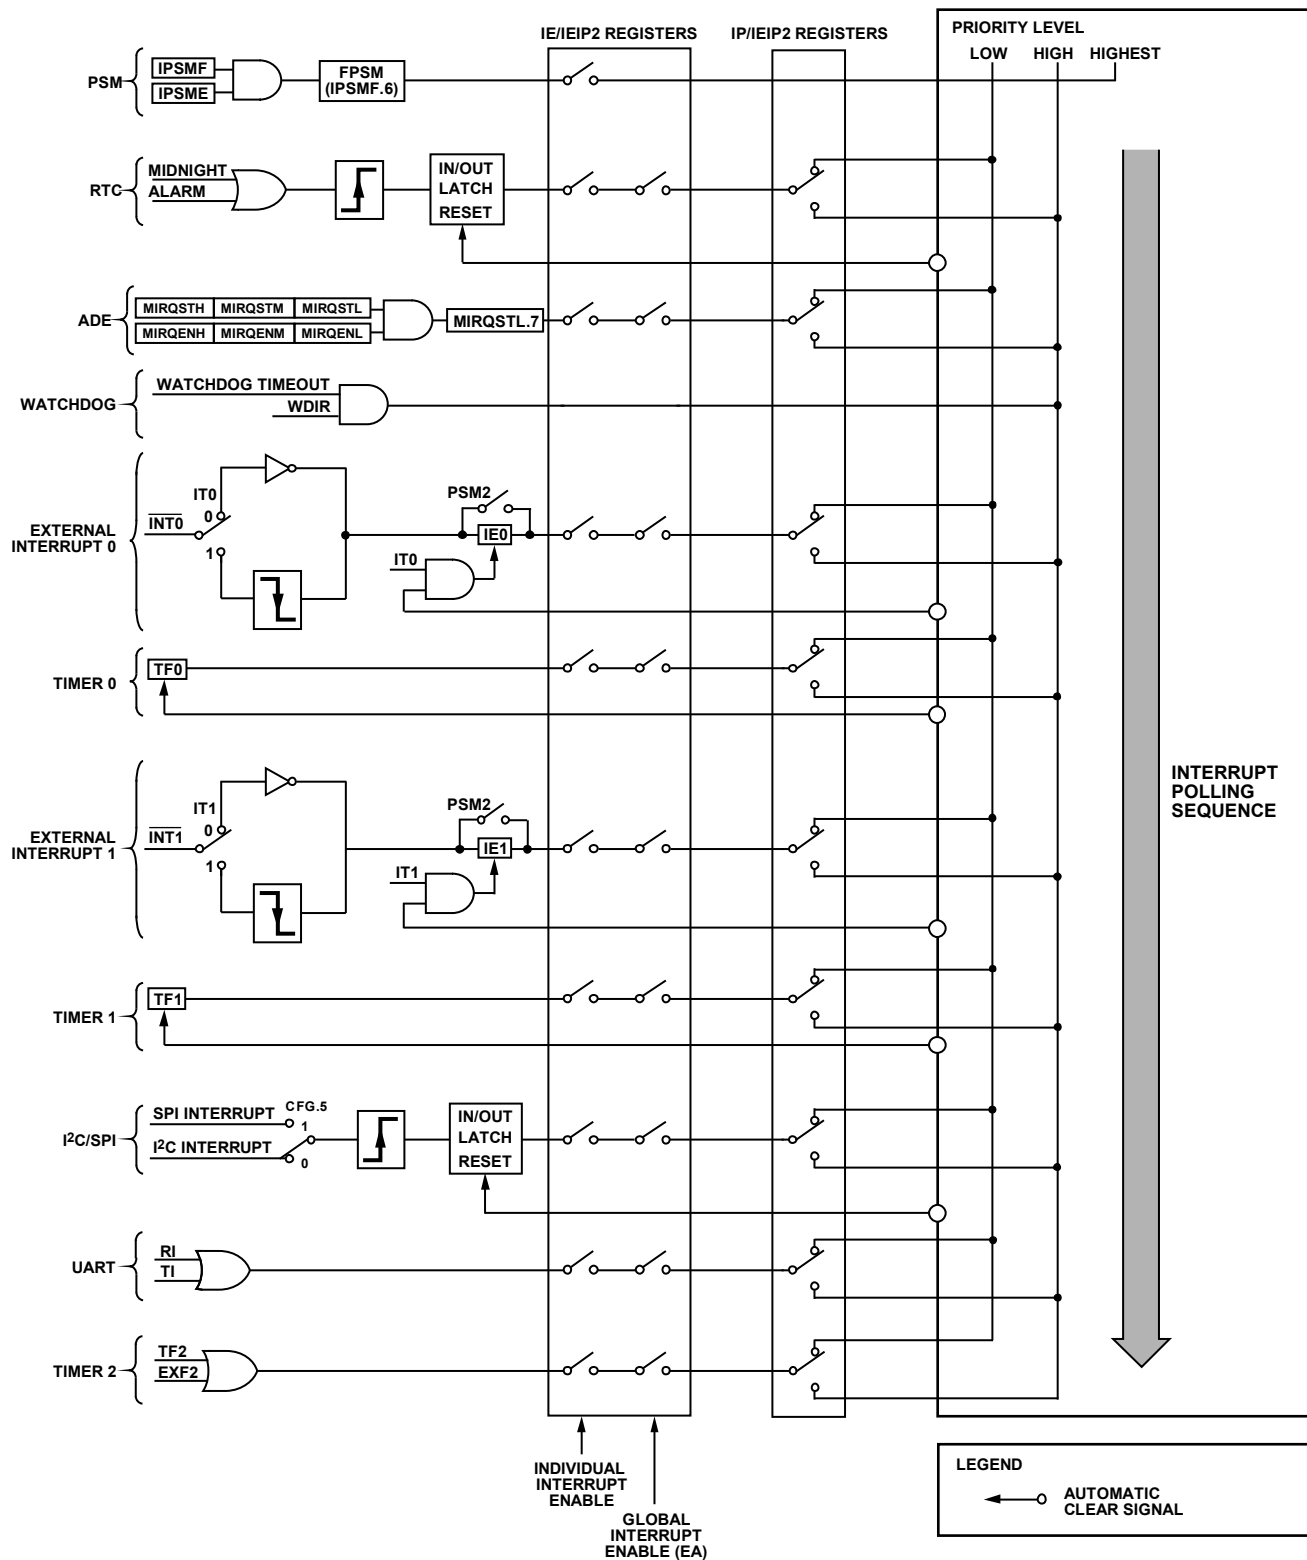 IE/IEIP2 REGISTERS
IP/IEIP2 REGISTERS
PRIORITY LEVEL
LOW HIGH HIGHEST
PSM
IPSMF
IPSME
FPSM
(IPSMF.6)
RTC
MIDNIGHT
ALARM
IN/OUT
LATCH
RESET
ADE
MIRQSTH MIRQSTM MIRQSTL
MIRQENH MIRQENM MIRQENL
MIRQSTL.7
WATCHDOG
WATCHDOG TIMEOUT
WDIR
EXTERNAL
INTERRUPT 0
INT0
IT0
0
1
PSM2
IE0
IT0
TIMER 0
TF0
EXTERNAL
INTERRUPT 1
INT1
IT1
0
1
PSM2
IE1
IT1
INTERRUPT
POLLING
SEQUENCE
TIMER 1
TF1
I2C/SPI
SPI INTERRUPT
I2C INTERRUPT
CFG.5
1
0
IN/OUT
LATCH
RESET
UART
RI
TI
TIMER 2
TF2
EXF2
INDIVIDUAL
INTERRUPT
ENABLE
GLOBAL
INTERRUPT
ENABLE (EA)
LEGEND
AUTOMATIC
CLEAR SIGNAL